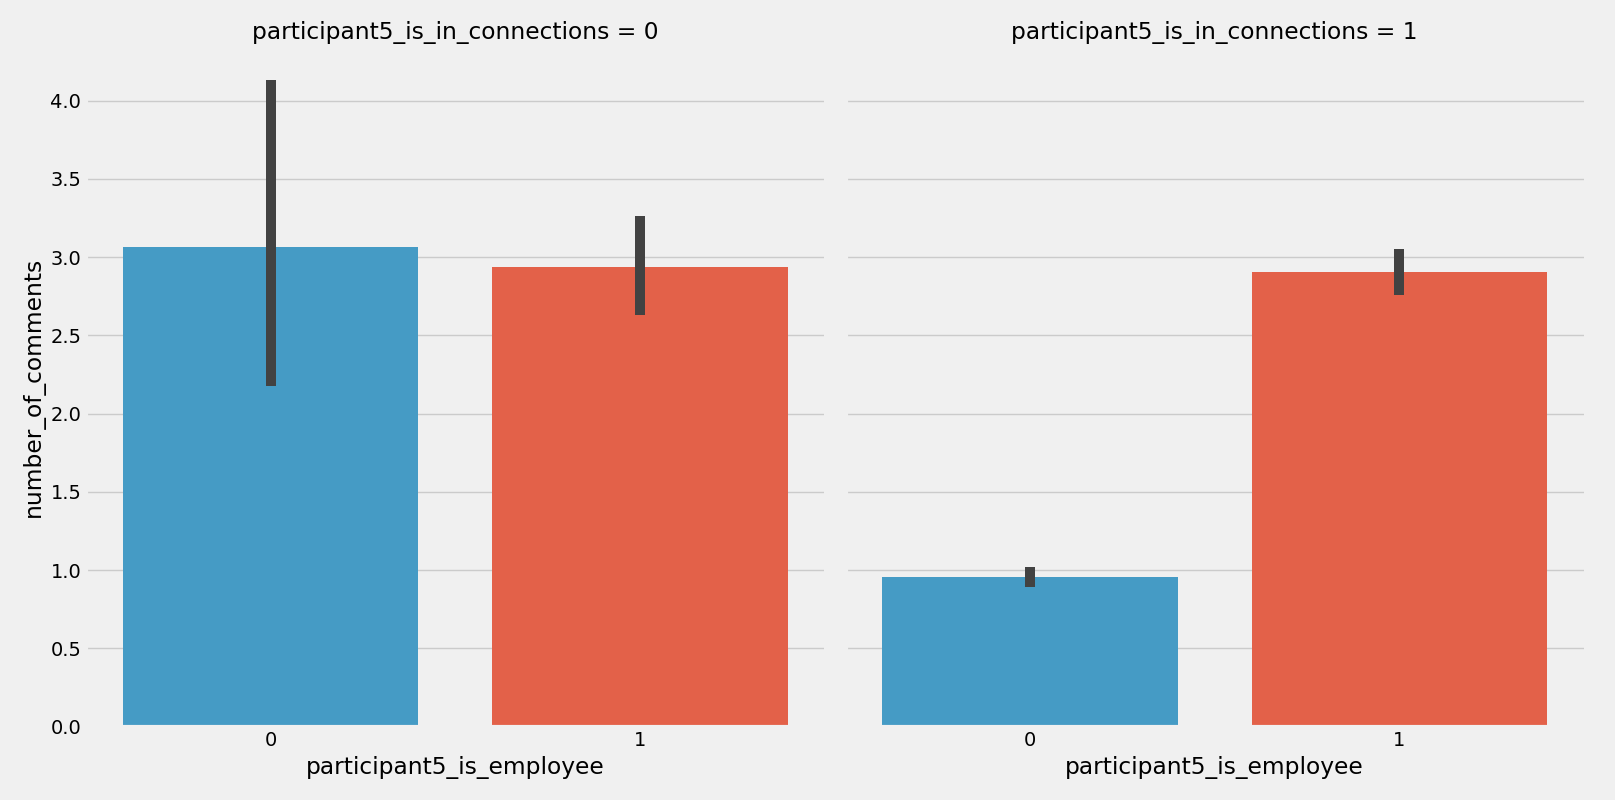 participant5_is_in_connections = 0
participant5_is_in_connections = 1
number_of_comments
4.0
3.5
3.0
2.5
2.0
1.5
1.0
0.5
0.0
0 1
0 1
participant5_is_employee
participant5_is_employee